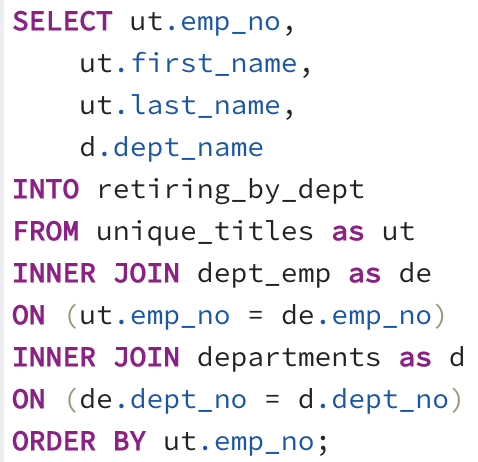 SELECT ut.emp_no,
    ut.first_name,
    ut.last_name,
    d.dept_name
INTO retiring_by_dept
FROM unique_titles as ut
INNER JOIN dept_emp as de
ON (ut.emp_no = de.emp_no)
INNER JOIN departments as d
ON (de.dept_no = d.dept_no)
ORDER BY ut.emp_no;